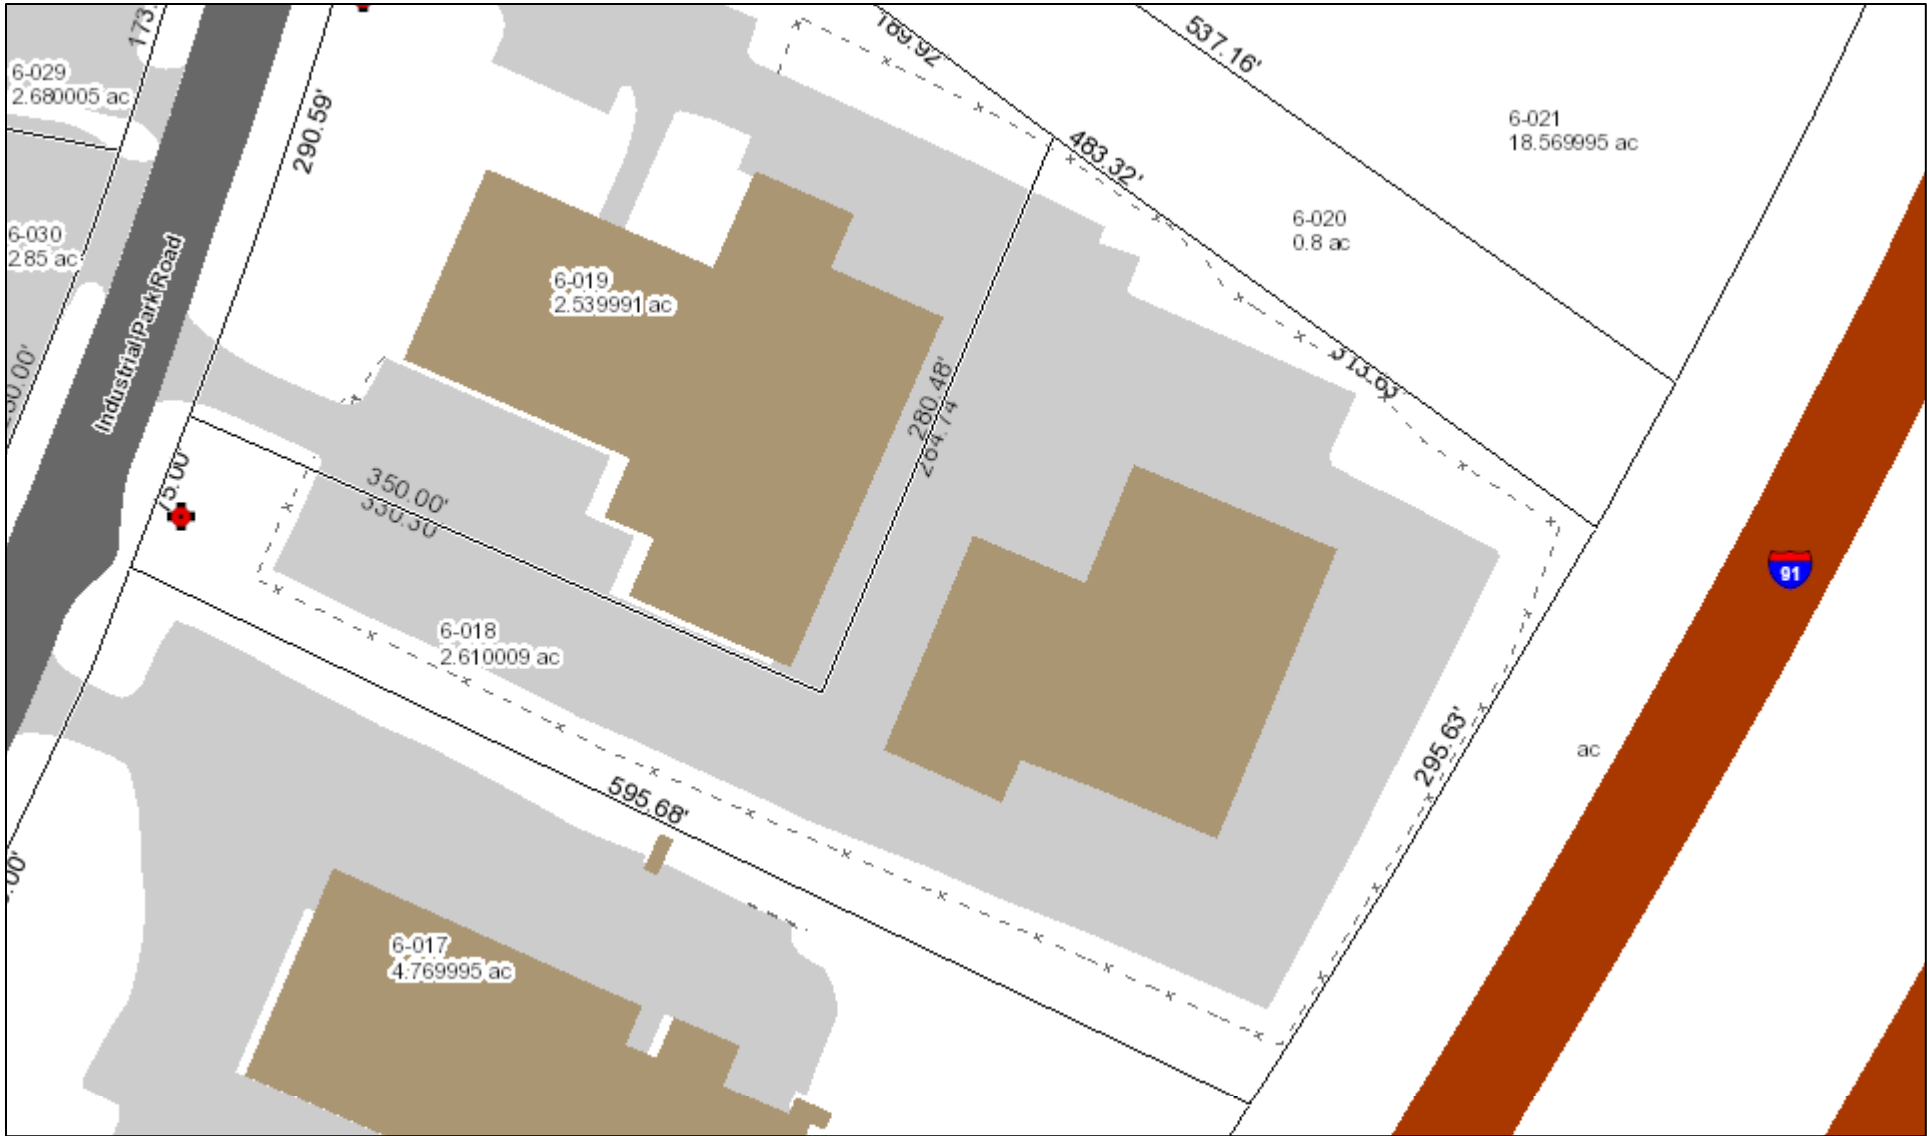 173.
189.92'
537.16'
6-029
2.680005 ac
290.59'
6-021
18.569995 ac
483.32'
6-020
0.8 ac
6-030
2.85 ac
6-019
2.539991 ac
Industrial Park Road
313.63'
280.48'
264.74
350.00'
330.30
75.00'
91
6-018
2.610009 ac
295.63'
ac
595.68'
6-017
4.769995 ac